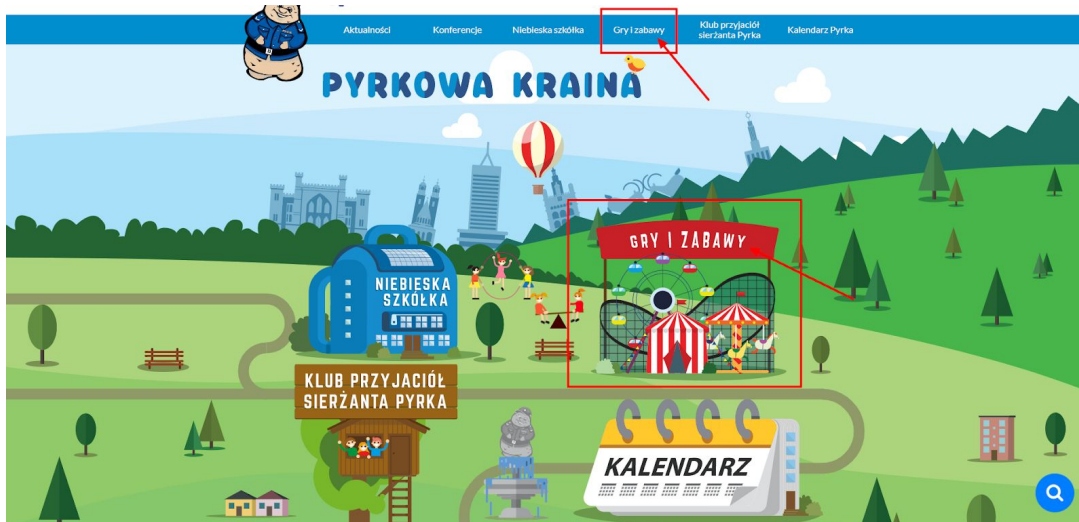 Aktualności
Konferencje
Niebieska szkółka
Gry i zabawy
Klub przyjaciół
sierżanta Pyrka
Kalendarz Pyrka
PYRKOWA KRAINA
GRY I ZABAWY
NIEBIESKA
SZKÓŁKA
KLUB PRZYJACIÓŁ
SIERŻANTA PYRKA
KALENDARZ